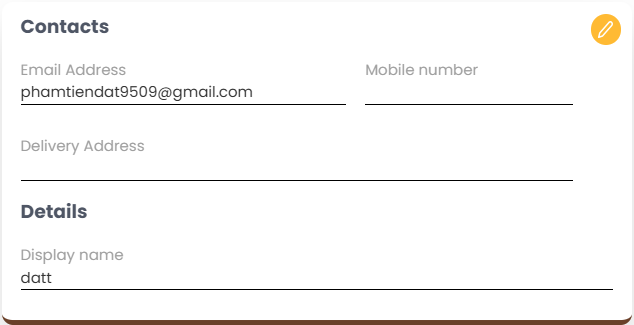 Contacts
Email Address
Mobile number
phamtiendat9509@gmail.com
Delivery Address
Details
Display name
datt